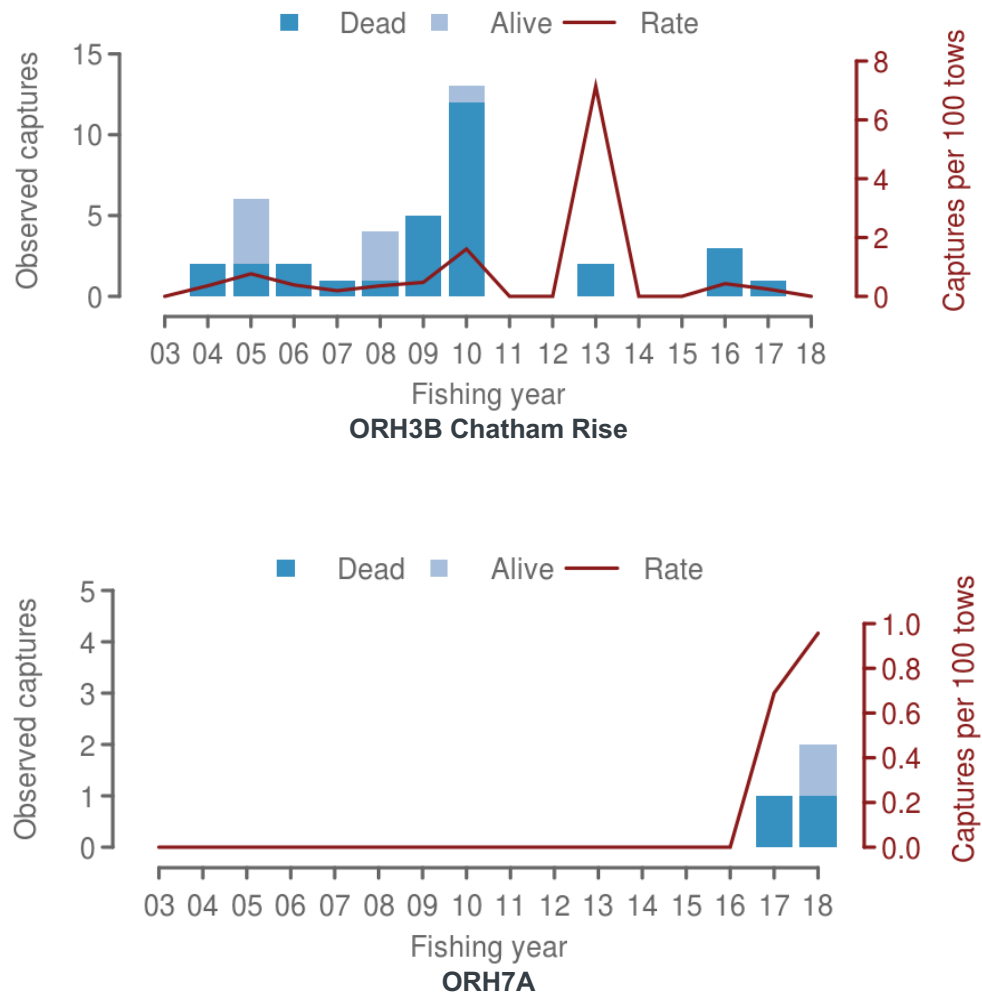 Dead Alive Rate
Observed captures
15
10
5
0
Captures per 100 tows
8
6
4
2
0
03 04 05 06 07 08 09 10 11 12 13 14 15 16 17 18
Fishing year
ORH3B Chatham Rise
Dead Alive Rate
Observed captures
5
4
3
2
1
0
Captures per 100 tows
1.0
0.8
0.6
0.4
0.2
0.0
03 04 05 06 07 08 09 10 11 12 13 14 15 16 17 18
Fishing year
ORH7A